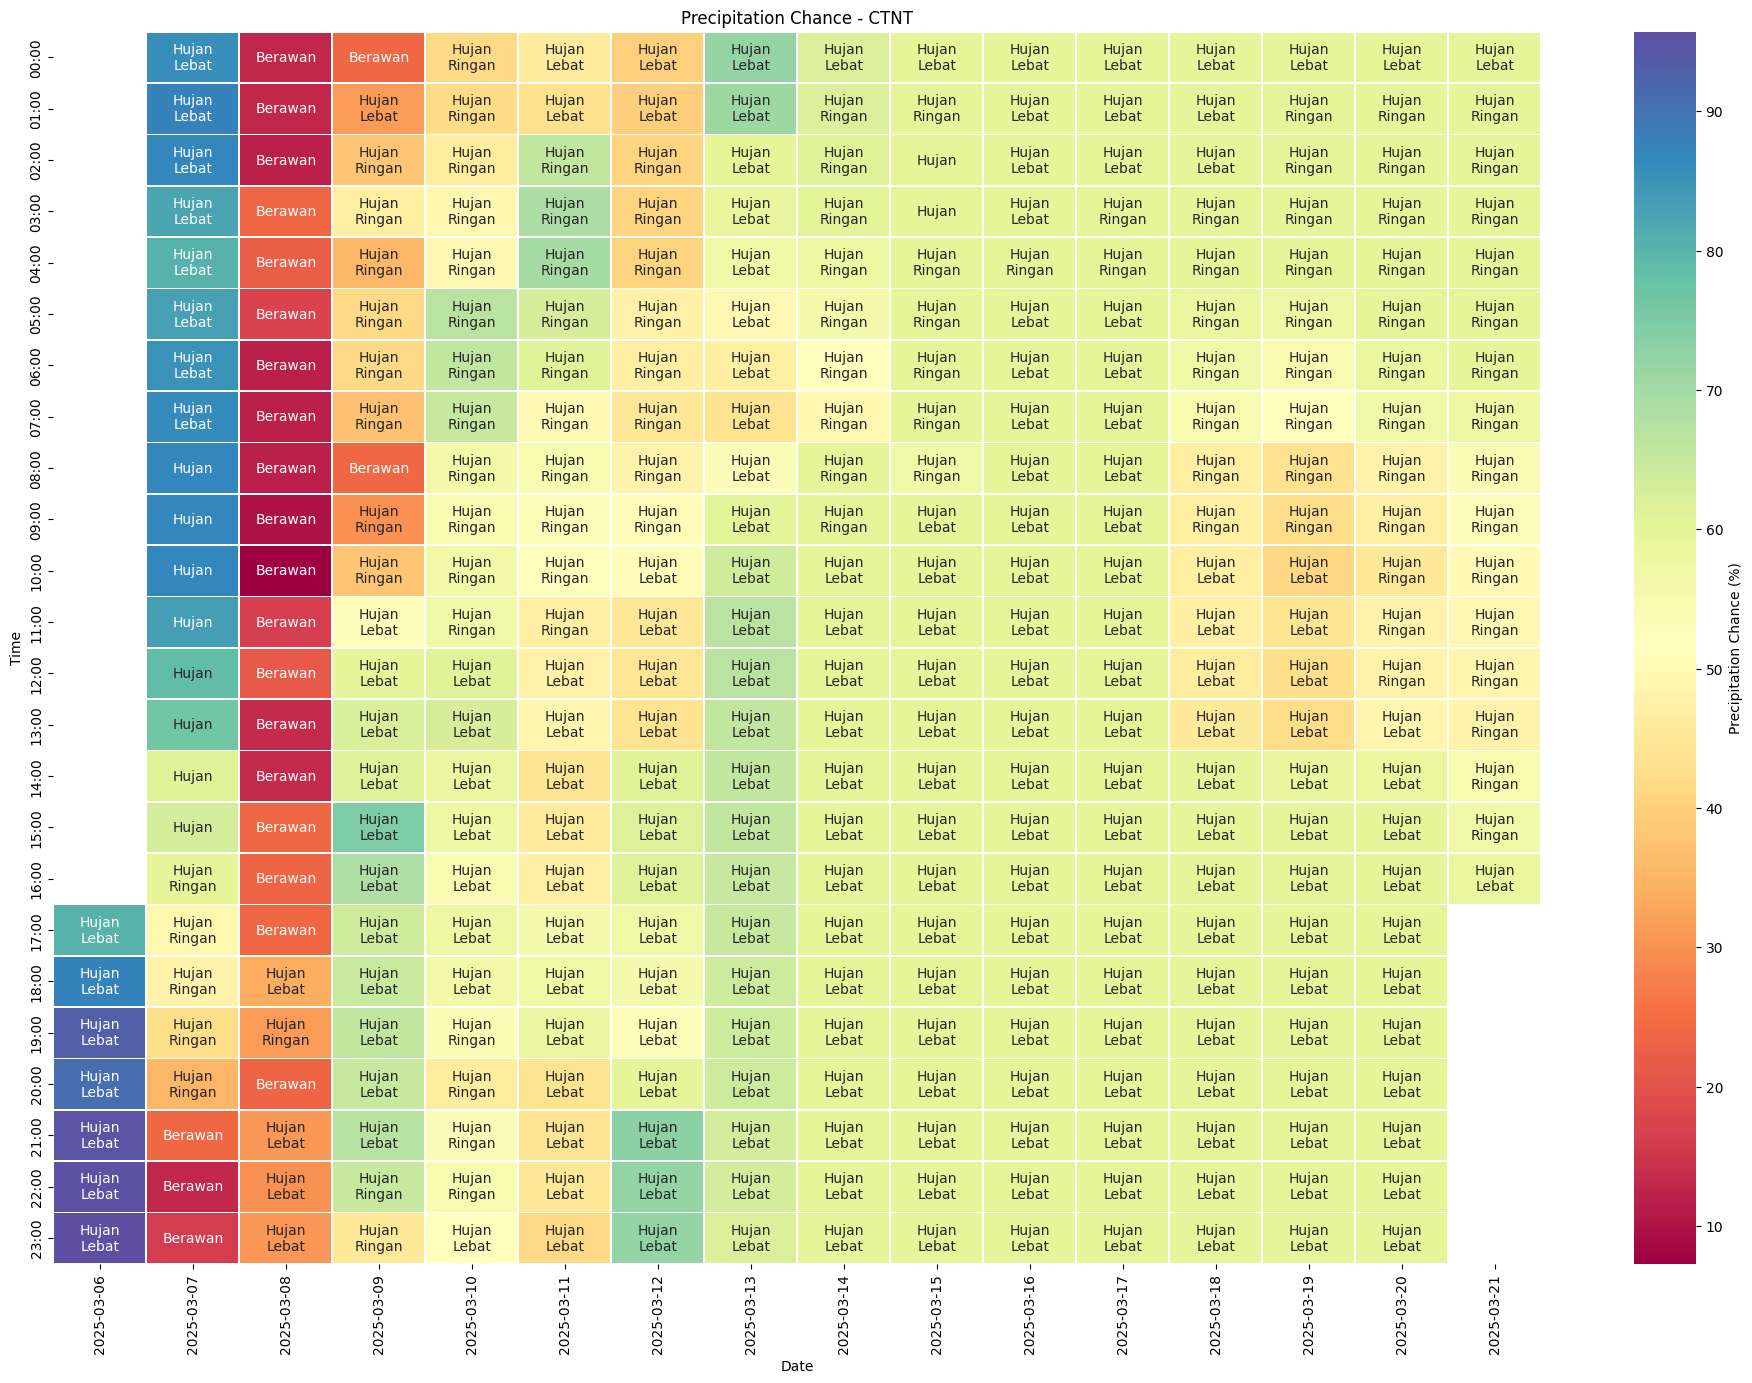 Precipitation Chance - CTNT
00:00 Hujan Lebat Berawan Berawan Hujan Ringan Hujan Lebat Hujan Lebat Hujan Lebat Hujan Lebat Hujan Lebat Hujan Lebat Hujan Lebat Hujan Lebat Hujan Lebat Hujan Lebat Hujan Lebat
01:00 Hujan Lebat Berawan Hujan Lebat Hujan Ringan Hujan Lebat Hujan Lebat Hujan Lebat Hujan Ringan Hujan Ringan Hujan Lebat Hujan Lebat Hujan Lebat Hujan Ringan Hujan Ringan Hujan Ringan
02:00 Hujan Lebat Berawan Hujan Ringan Hujan Ringan Hujan Ringan Hujan Ringan Hujan Lebat Hujan Ringan Hujan Hujan Lebat Hujan Lebat Hujan Lebat Hujan Ringan Hujan Ringan Hujan Ringan
03:00 Hujan Lebat Berawan Hujan Ringan Hujan Ringan Hujan Ringan Hujan Ringan Hujan Lebat Hujan Ringan Hujan Hujan Lebat Hujan Ringan Hujan Ringan Hujan Ringan Hujan Ringan Hujan Ringan
04:00 Hujan Lebat Berawan Hujan Ringan Hujan Ringan Hujan Ringan Hujan Ringan Hujan Lebat Hujan Ringan Hujan Ringan Hujan Ringan Hujan Ringan Hujan Ringan Hujan Ringan Hujan Ringan Hujan Ringan
05:00 Hujan Lebat Berawan Hujan Ringan Hujan Ringan Hujan Ringan Hujan Ringan Hujan Lebat Hujan Ringan Hujan Ringan Hujan Lebat Hujan Lebat Hujan Ringan Hujan Ringan Hujan Ringan Hujan Ringan
06:00 Hujan Lebat Berawan Hujan Ringan Hujan Ringan Hujan Ringan Hujan Ringan Hujan Lebat Hujan Ringan Hujan Ringan Hujan Lebat Hujan Lebat Hujan Ringan Hujan Ringan Hujan Ringan Hujan Ringan
07:00 Hujan Lebat Berawan Hujan Ringan Hujan Ringan Hujan Ringan Hujan Ringan Hujan Lebat Hujan Ringan Hujan Ringan Hujan Lebat Hujan Lebat Hujan Ringan Hujan Ringan Hujan Ringan Hujan Ringan
08:00 Hujan Berawan Berawan Hujan Ringan Hujan Ringan Hujan Ringan Hujan Lebat Hujan Ringan Hujan Ringan Hujan Lebat Hujan Lebat Hujan Ringan Hujan Ringan Hujan Ringan Hujan Ringan
09:00 Hujan Berawan Hujan Ringan Hujan Ringan Hujan Ringan Hujan Ringan Hujan Lebat Hujan Ringan Hujan Lebat Hujan Lebat Hujan Lebat Hujan Ringan Hujan Ringan Hujan Ringan Hujan Ringan
10:00 Hujan Berawan Hujan Ringan Hujan Ringan Hujan Ringan Hujan Lebat Hujan Lebat Hujan Lebat Hujan Lebat Hujan Lebat Hujan Lebat Hujan Lebat Hujan Lebat Hujan Ringan Hujan Ringan
11:00 Hujan Berawan Hujan Lebat Hujan Ringan Hujan Ringan Hujan Lebat Hujan Lebat Hujan Lebat Hujan Lebat Hujan Lebat Hujan Lebat Hujan Lebat Hujan Lebat Hujan Ringan Hujan Ringan
12:00 Hujan Berawan Hujan Lebat Hujan Lebat Hujan Lebat Hujan Lebat Hujan Lebat Hujan Lebat Hujan Lebat Hujan Lebat Hujan Lebat Hujan Lebat Hujan Lebat Hujan Ringan Hujan Ringan
13:00 Hujan Berawan Hujan Lebat Hujan Lebat Hujan Lebat Hujan Lebat Hujan Lebat Hujan Lebat Hujan Lebat Hujan Lebat Hujan Lebat Hujan Lebat Hujan Lebat Hujan Lebat Hujan Ringan
14:00 Hujan Berawan Hujan Lebat Hujan Lebat Hujan Lebat Hujan Lebat Hujan Lebat Hujan Lebat Hujan Lebat Hujan Lebat Hujan Lebat Hujan Lebat Hujan Lebat Hujan Lebat Hujan Ringan
15:00 Hujan Berawan Hujan Lebat Hujan Lebat Hujan Lebat Hujan Lebat Hujan Lebat Hujan Lebat Hujan Lebat Hujan Lebat Hujan Lebat Hujan Lebat Hujan Lebat Hujan Lebat Hujan Ringan
16:00 Hujan Ringan Berawan Hujan Lebat Hujan Lebat Hujan Lebat Hujan Lebat Hujan Lebat Hujan Lebat Hujan Lebat Hujan Lebat Hujan Lebat Hujan Lebat Hujan Lebat Hujan Lebat Hujan Lebat
17:00 Hujan Lebat Hujan Ringan Berawan Hujan Lebat Hujan Lebat Hujan Lebat Hujan Lebat Hujan Lebat Hujan Lebat Hujan Lebat Hujan Lebat Hujan Lebat Hujan Lebat Hujan Lebat Hujan Lebat
18:00 Hujan Lebat Hujan Ringan Hujan Lebat Hujan Lebat Hujan Lebat Hujan Lebat Hujan Lebat Hujan Lebat Hujan Lebat Hujan Lebat Hujan Lebat Hujan Lebat Hujan Lebat Hujan Lebat Hujan Lebat
19:00 Hujan Lebat Hujan Ringan Hujan Ringan Hujan Lebat Hujan Ringan Hujan Lebat Hujan Lebat Hujan Lebat Hujan Lebat Hujan Lebat Hujan Lebat Hujan Lebat Hujan Lebat Hujan Lebat Hujan Lebat
20:00 Hujan Lebat Hujan Ringan Berawan Hujan Lebat Hujan Ringan Hujan Lebat Hujan Lebat Hujan Lebat Hujan Lebat Hujan Lebat Hujan Lebat Hujan Lebat Hujan Lebat Hujan Lebat Hujan Lebat
21:00 Hujan Lebat Berawan Hujan Lebat Hujan Lebat Hujan Ringan Hujan Lebat Hujan Lebat Hujan Lebat Hujan Lebat Hujan Lebat Hujan Lebat Hujan Lebat Hujan Lebat Hujan Lebat Hujan Lebat
22:00 Hujan Lebat Berawan Hujan Lebat Hujan Ringan Hujan Ringan Hujan Lebat Hujan Lebat Hujan Lebat Hujan Lebat Hujan Lebat Hujan Lebat Hujan Lebat Hujan Lebat Hujan Lebat Hujan Lebat
23:00 Hujan Lebat Berawan Hujan Lebat Hujan Ringan Hujan Lebat Hujan Lebat Hujan Lebat Hujan Lebat Hujan Lebat Hujan Lebat Hujan Lebat Hujan Lebat Hujan Lebat Hujan Lebat Hujan Lebat
Time
2025-03-06 2025-03-07 2025-03-08 2025-03-09 2025-03-10 2025-03-11 2025-03-12 2025-03-13 2025-03-14 2025-03-15 2025-03-16 2025-03-17 2025-03-18 2025-03-19 2025-03-20 2025-03-21
Date
90
80
70
60
50
40
30
20
10
Precipitation Chance (%)